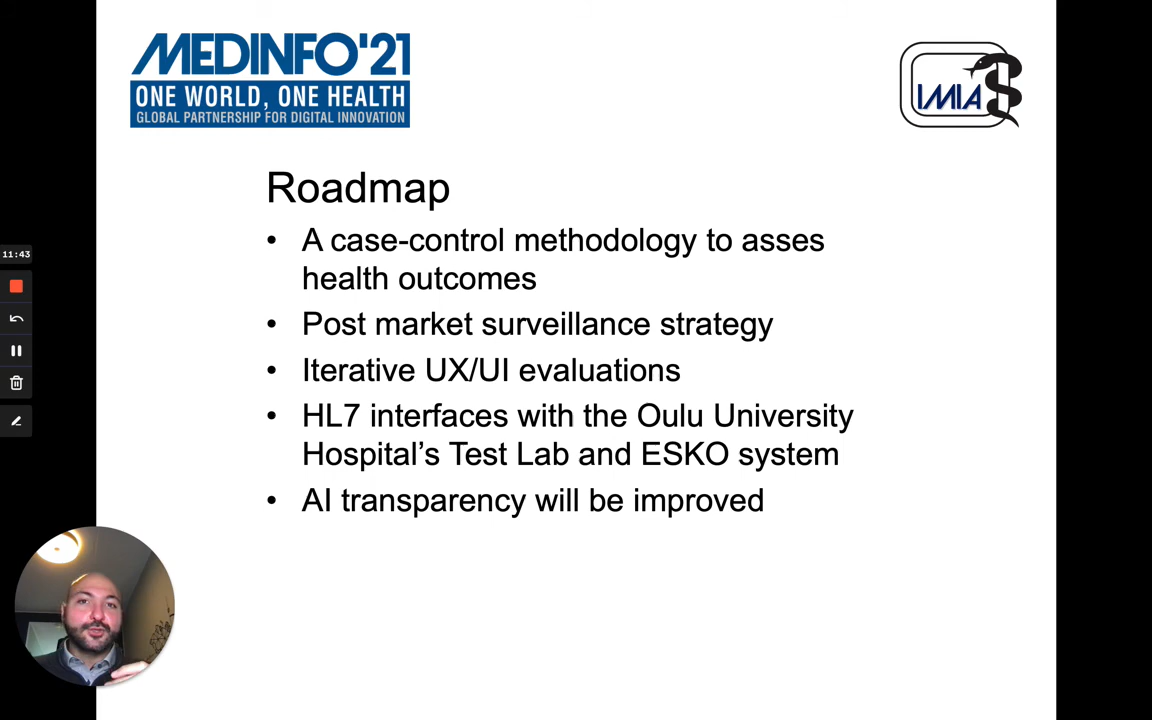 MEDINFO'21
ONE WORLD, ONE HEALTH
GLOBAL PARTNERSHIP FOR DIGITAL INNOVATION
IMIA
Roadmap
• A case-control methodology to asses
health outcomes
• Post market surveillance strategy
• Iterative UX/UI evaluations
• HL7 interfaces with the Oulu University
Hospital’s Test Lab and ESKO system
• AI transparency will be improved
11:43